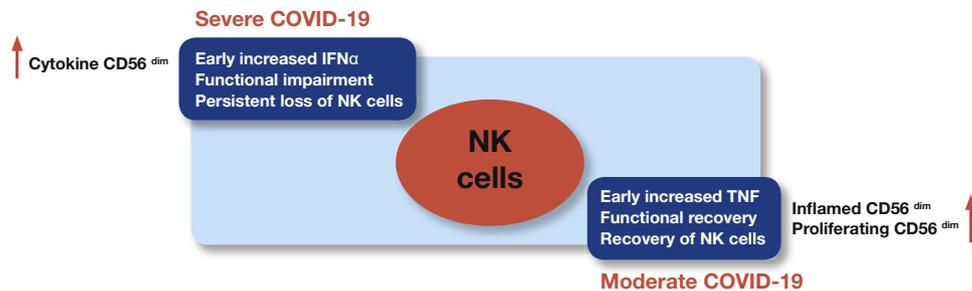 Severe COVID-19
Cytokine CD56 dim
Early increased IFNα
Functional impairment
Persistent loss of NK cells
NK
cells
Early increased TNF
Functional recovery
Recovery of NK cells
Inflamed CD56 dim
Proliferating CD56 dim
Moderate COVID-19